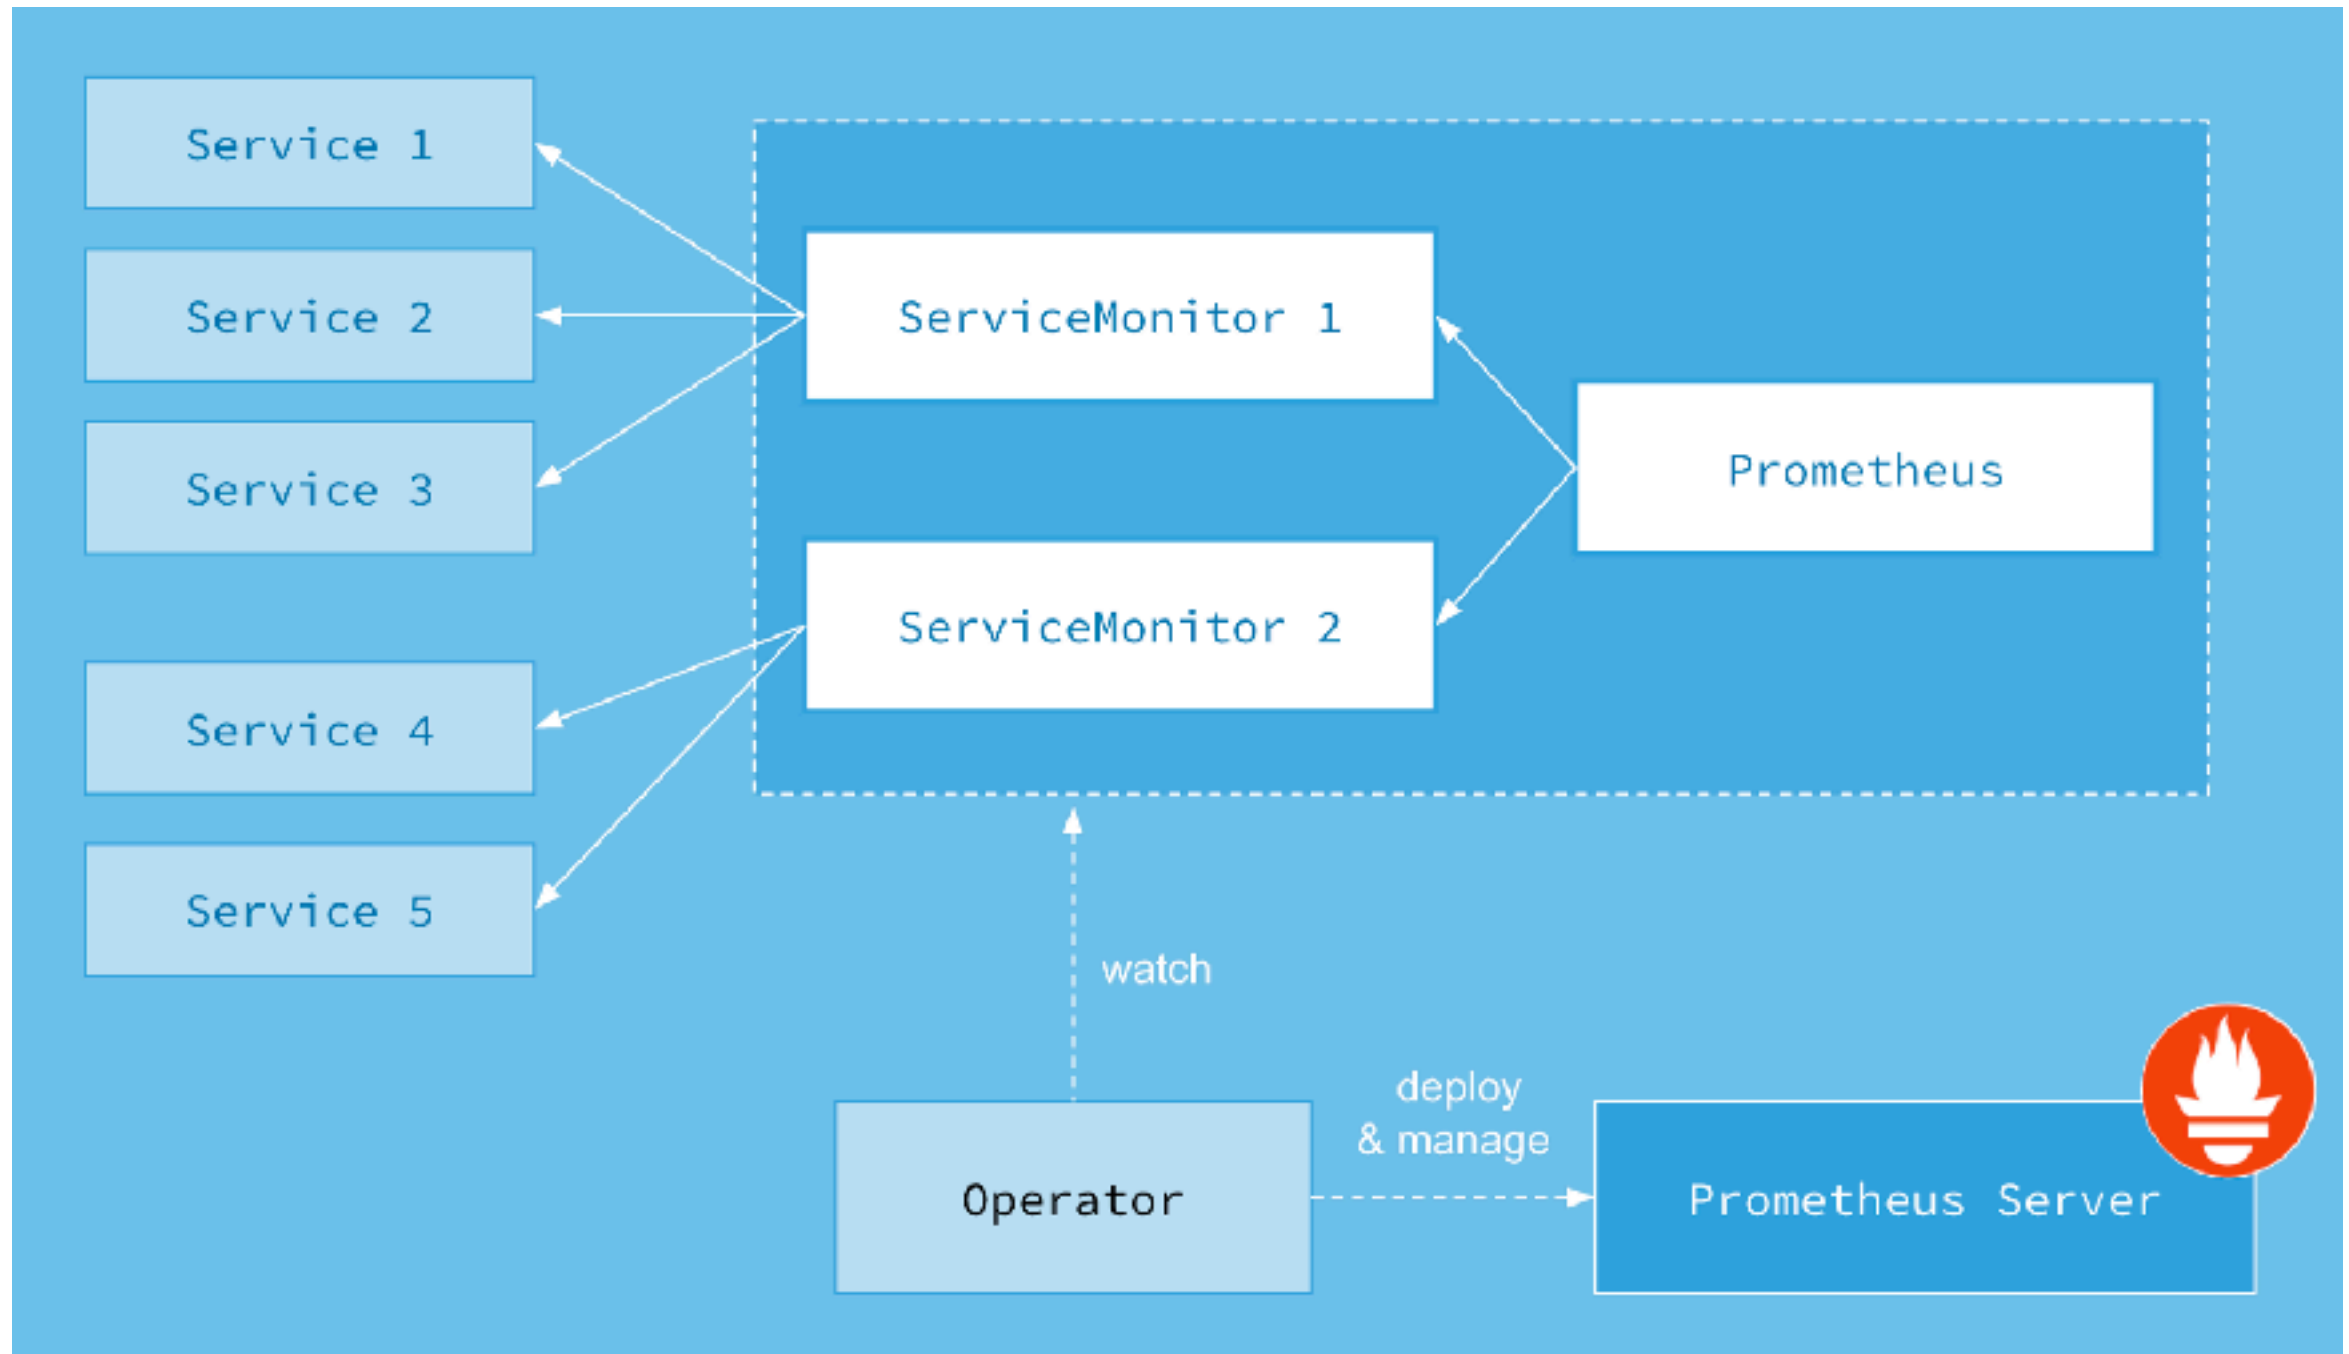 Service 1
Service 2
Service 3
Service 4
Service 5
ServiceMonitor 1
ServiceMonitor 2
Prometheus
watch
Operator
deploy
& manage
Prometheus Server